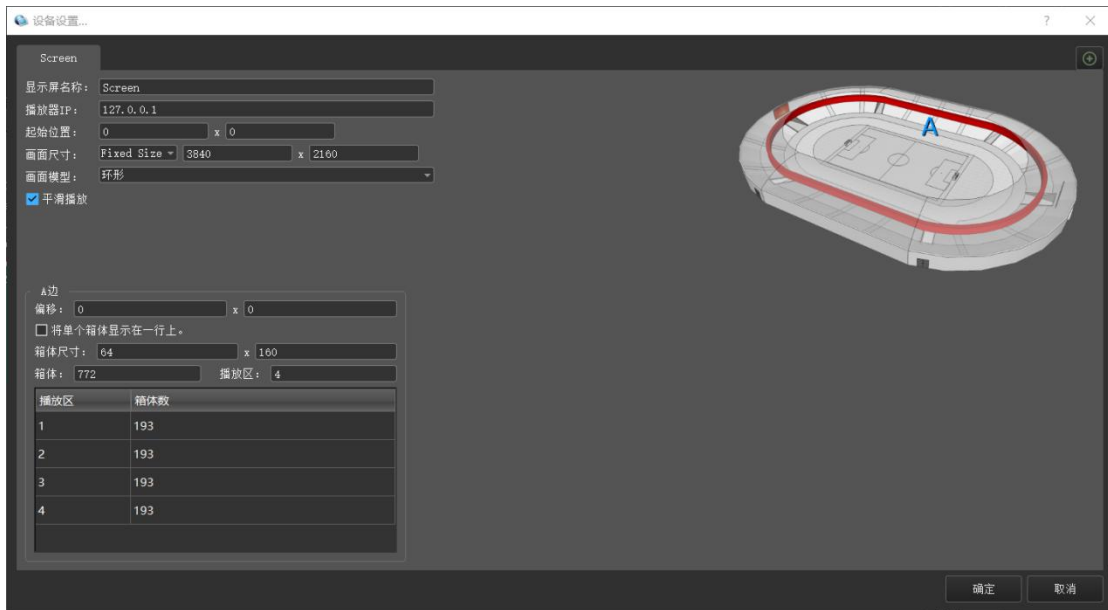 设备设置...
Screen
显示屏名称: Screen
播放器IP: 127.0.0.1
起始位置: 0 x 0
画面尺寸: Fixed Size 3840 x 2160
画面模型: 环形
平滑播放
A
A边
偏移: 0 x 0
将单个箱体显示在一行上。
箱体尺寸: 64 x 160
箱体: 772 播放区: 4
播放区 箱体数
1 193
2 193
3 193
4 193
确定 取消